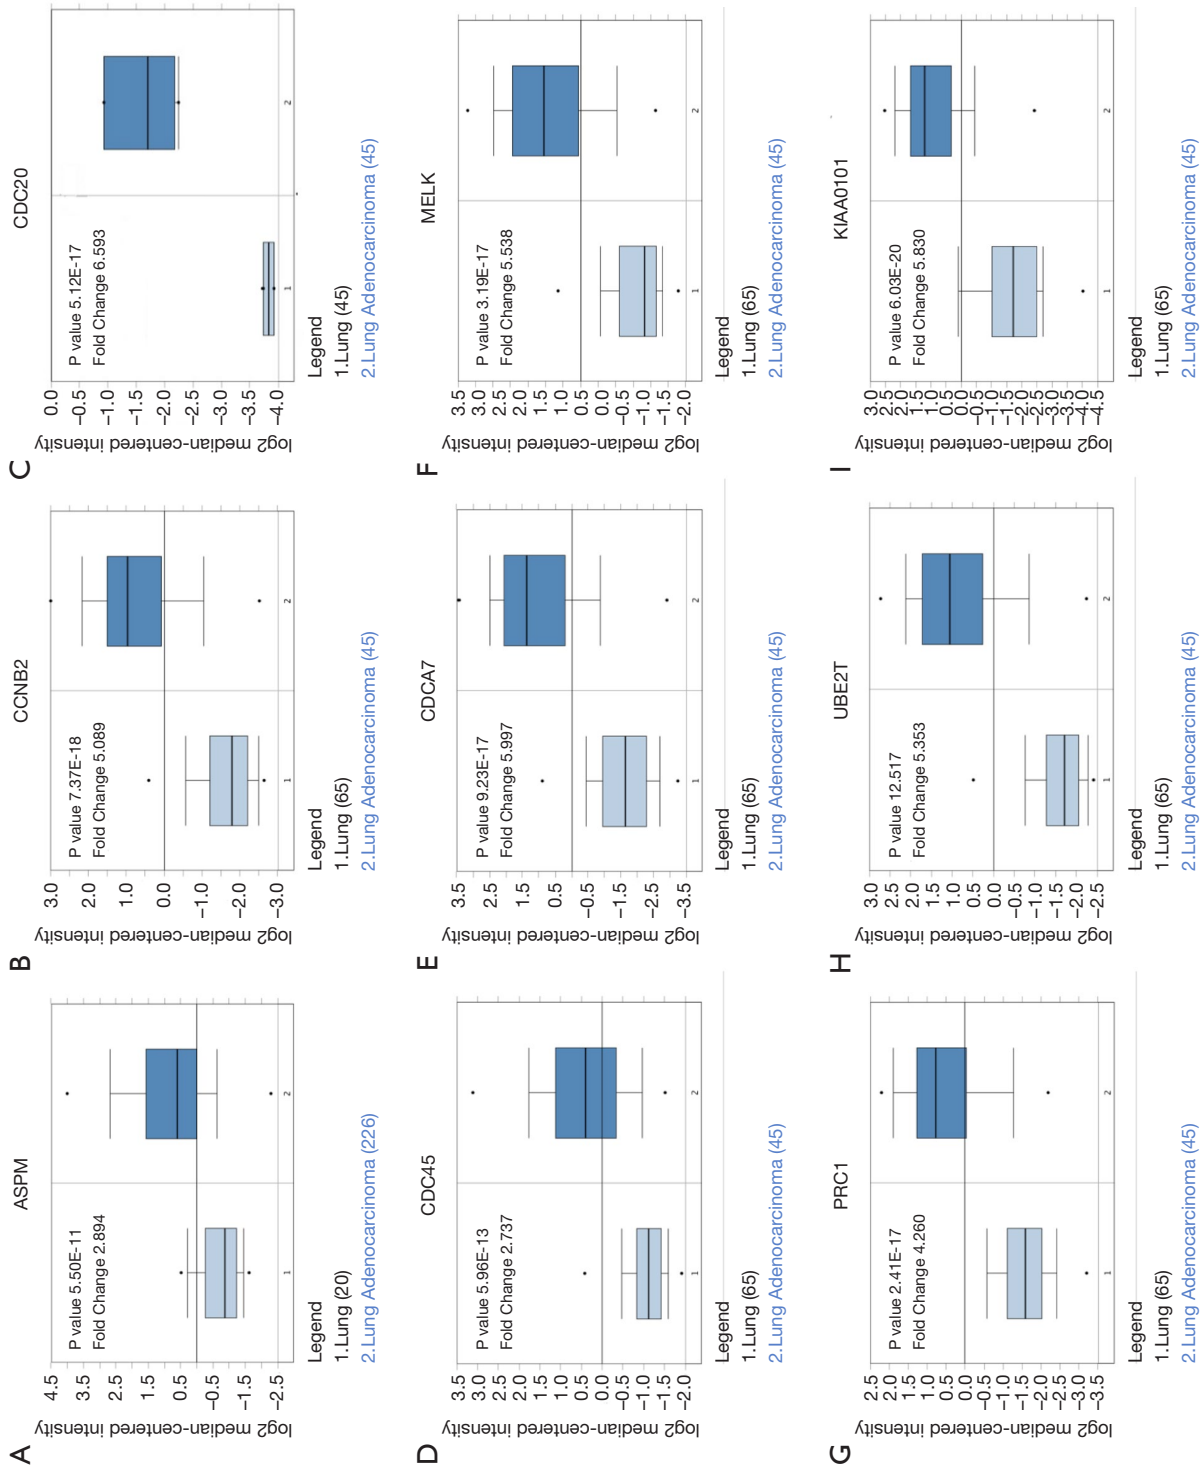 A
ASPM
log2 median-centered intensity
4.5
3.5
2.5
1.5
0.5
−0.5
−1.5
−2.5
P value 5.50E-11
Fold Change 2.894
1
2
Legend
1.Lung (20)
2.Lung Adenocarcinoma (226)
B
CCNB2
log2 median-centered intensity
3.0
2.0
1.0
0.0
−1.0
−2.0
−3.0
P value 7.37E-18
Fold Change 5.089
1
2
Legend
1.Lung (65)
2.Lung Adenocarcinoma (45)
C
CDC20
log2 median-centered intensity
0.0
−0.5
−1.0
−1.5
−2.0
−2.5
−3.0
−3.5
−4.0
P value 5.12E-17
Fold Change 6.593
1
2
Legend
1.Lung (45)
2.Lung Adenocarcinoma (45)
D
CDC45
log2 median-centered intensity
3.5
3.0
2.5
2.0
1.5
1.0
0.5
0.0
−0.5
−1.0
−1.5
−2.0
P value 5.96E-13
Fold Change 2.737
1
2
Legend
1.Lung (65)
2.Lung Adenocarcinoma (45)
E
CDCA7
log2 median-centered intensity
3.5
2.5
1.5
0.5
−0.5
−1.5
−2.5
−3.5
P value 9.23E-17
Fold Change 5.997
1
2
Legend
1.Lung (65)
2.Lung Adenocarcinoma (45)
F
MELK
log2 median-centered intensity
3.5
3.0
2.5
2.0
1.5
1.0
0.5
0.0
−0.5
−1.0
−1.5
−2.0
P value 3.19E-17
Fold Change 5.538
1
2
Legend
1.Lung (65)
2.Lung Adenocarcinoma (45)
G
PRC1
log2 median-centered intensity
2.5
2.0
1.5
1.0
0.5
0.0
−0.5
−1.0
−1.5
−2.0
−2.5
−3.0
−3.5
P value 2.41E-17
Fold Change 4.260
1
2
Legend
1.Lung (65)
2.Lung Adenocarcinoma (45)
H
UBE2T
log2 median-centered intensity
3.0
2.5
2.0
1.5
1.0
0.5
0.0
−0.5
−1.0
−1.5
−2.0
−2.5
P value 12.517
Fold Change 5.353
1
2
Legend
1.Lung (65)
2.Lung Adenocarcinoma (45)
I
KIAA0101
log2 median-centered intensity
3.0
2.5
2.0
1.5
1.0
0.5
0.0
−0.5
−1.0
−1.5
−2.0
−2.5
−3.0
−3.5
−4.0
−4.5
P value 6.03E-20
Fold Change 5.830
1
2
Legend
1.Lung (65)
2.Lung Adenocarcinoma (45)